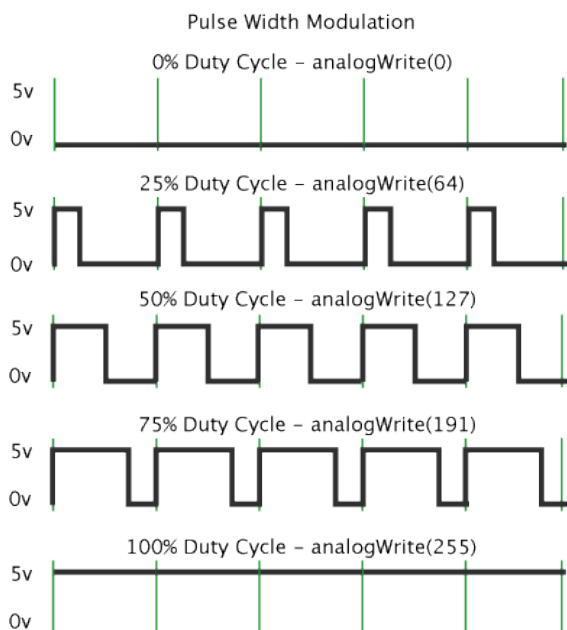 Pulse Width Modulation
0% Duty Cycle – analogWrite(0)
5v
0v
25% Duty Cycle – analogWrite(64)
5v
0v
50% Duty Cycle – analogWrite(127)
5v
0v
75% Duty Cycle – analogWrite(191)
5v
0v
100% Duty Cycle – analogWrite(255)
5v
0v